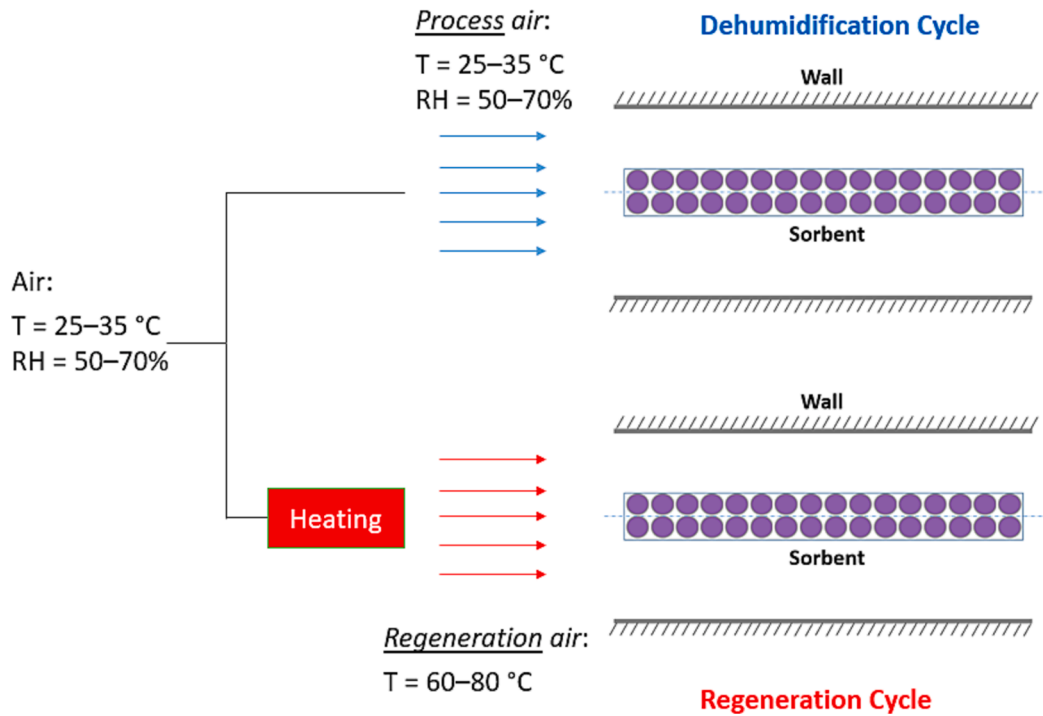 Process air:
T = 25–35 °C
RH = 50–70%
Dehumidification Cycle
Wall
Sorbent
Air:
T = 25–35 °C
RH = 50–70%
Wall
Heating
Sorbent
Regeneration air:
T = 60–80 °C
Regeneration Cycle